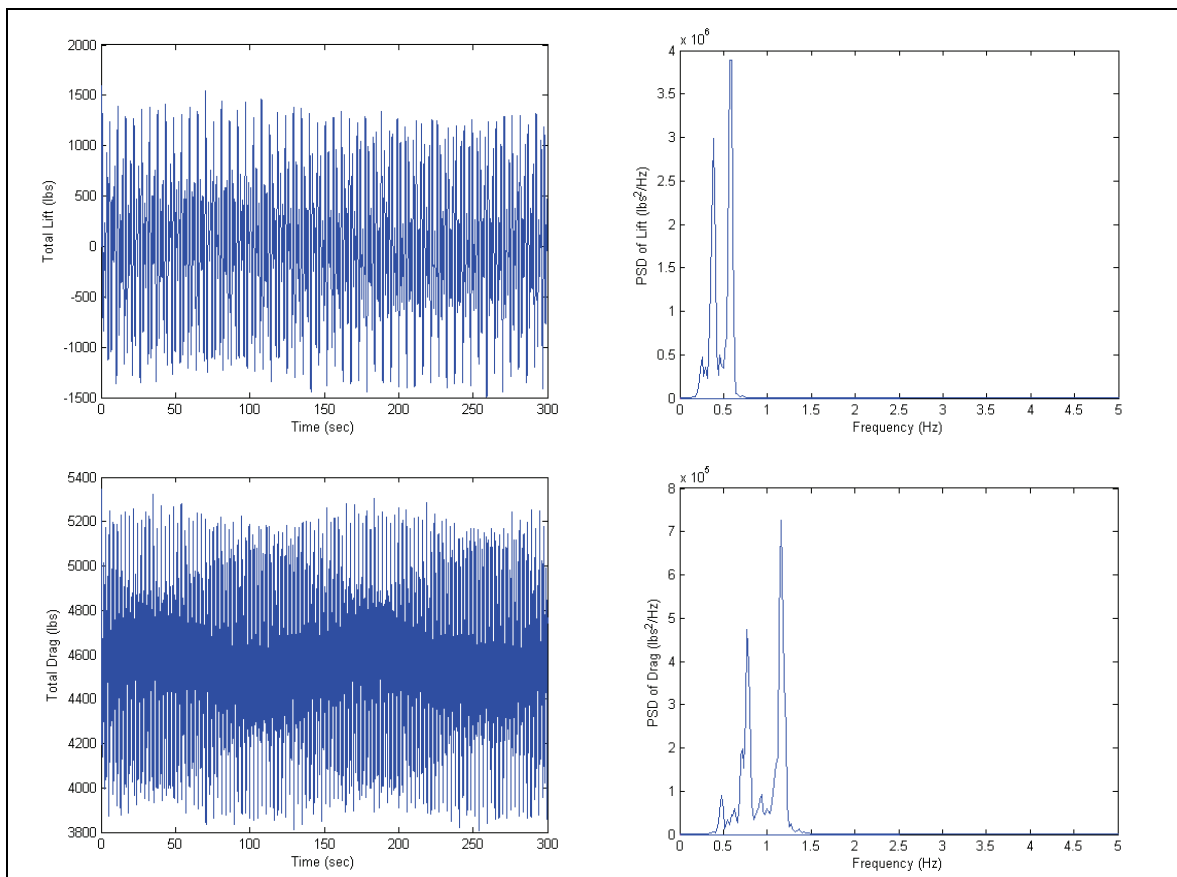 2000
1500
1000
500
0
-500
-1000
-1500
0 50 100 150 200 250 300
Time (sec)
Total Lift (lbs)
x 10^6
4
3.5
3
2.5
2
1.5
1
0.5
0
0 0.5 1 1.5 2 2.5 3 3.5 4 4.5 5
Frequency (Hz)
PSD of Lift (lbs²/Hz)
5400
5200
5000
4800
4600
4400
4200
4000
3800
0 50 100 150 200 250 300
Time (sec)
Total Drag (lbs)
x 10^5
8
7
6
5
4
3
2
1
0
0 0.5 1 1.5 2 2.5 3 3.5 4 4.5 5
Frequency (Hz)
PSD of Drag (lbs²/Hz)